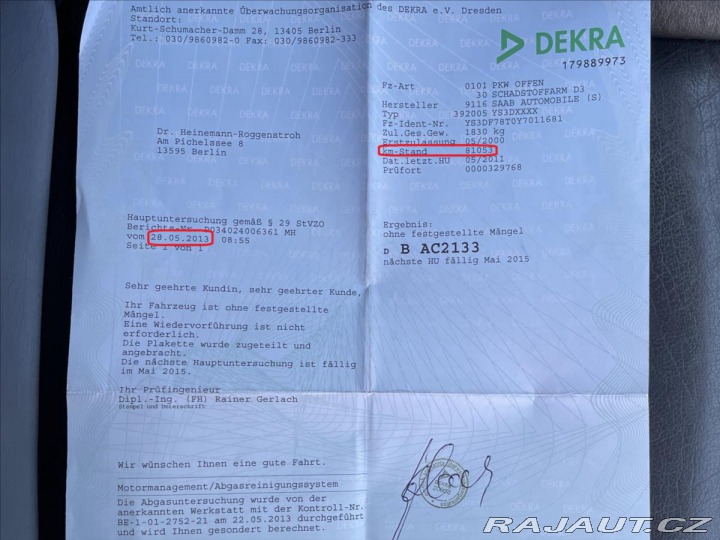 Amtlich anerkannte Überwachungsorganisation des DEKRA e.V. Dresden
Standort:
Kurt-Schumacher-Damm 28, 13405 Berlin
Tel.: 030/9860982-0 Fax: 030/9860982-333
DEKRA
179889973
Fz-Art 0101 PKW OFFEN
30 SCHADSTOFFARM D3
Hersteller 9116 SAAB AUTOMOBILE (S)
Typ 392005 YS3DXXXX
Fz-Ident-Nr. YS3DF78T0Y7011681
Zul.Ges.Gew. 1830 kg
Erstzulassung 05/2000
km-Stand 81053
Dat.letzt.HU 05/2011
Prüfort 0000329768
Dr. Heinemann-Roggenstroh
Am Pichelssee 8
13595 Berlin
Hauptuntersuchung gemäß § 29 StVZO
Berichts-Nr. D034024006361 MH
vom 28.05.2013 08:55
Seite 1 von 1
Ergebnis:
ohne festgestellte Mängel
D B AC2133
nächste HU fällig Mai 2015
Sehr geehrte Kundin, sehr geehrter Kunde,
Ihr Fahrzeug ist ohne festgestellte
Mängel.
Eine Wiedervorführung ist nicht
erforderlich.
Die Plakette wurde zugeteilt und
angebracht.
Die nächste Hauptuntersuchung ist fällig
im Mai 2015.
Ihr Prüfingenieur
Dipl.-Ing. (FH) Rainer Gerlach
Stempel und Unterschrift
Wir wünschen Ihnen eine gute Fahrt.
Motormanagement/Abgasreinigungssystem
Die Abgasuntersuchung wurde von der
anerkannten Werkstatt mit der Kontroll-Nr.
BE-1-01-2752-21 am 22.05.2013 durchgeführt
und wird Ihnen gesondert berechnet.
RAJAUT.CZ